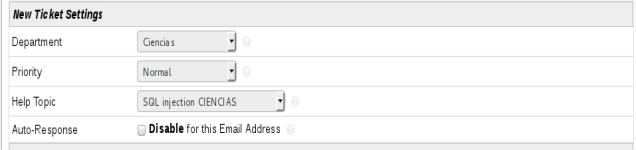 New Ticket Settings
Department Ciencias
Priority Normal
Help Topic SQL injection CIENCIAS
Auto-Response Disable for this Email Address